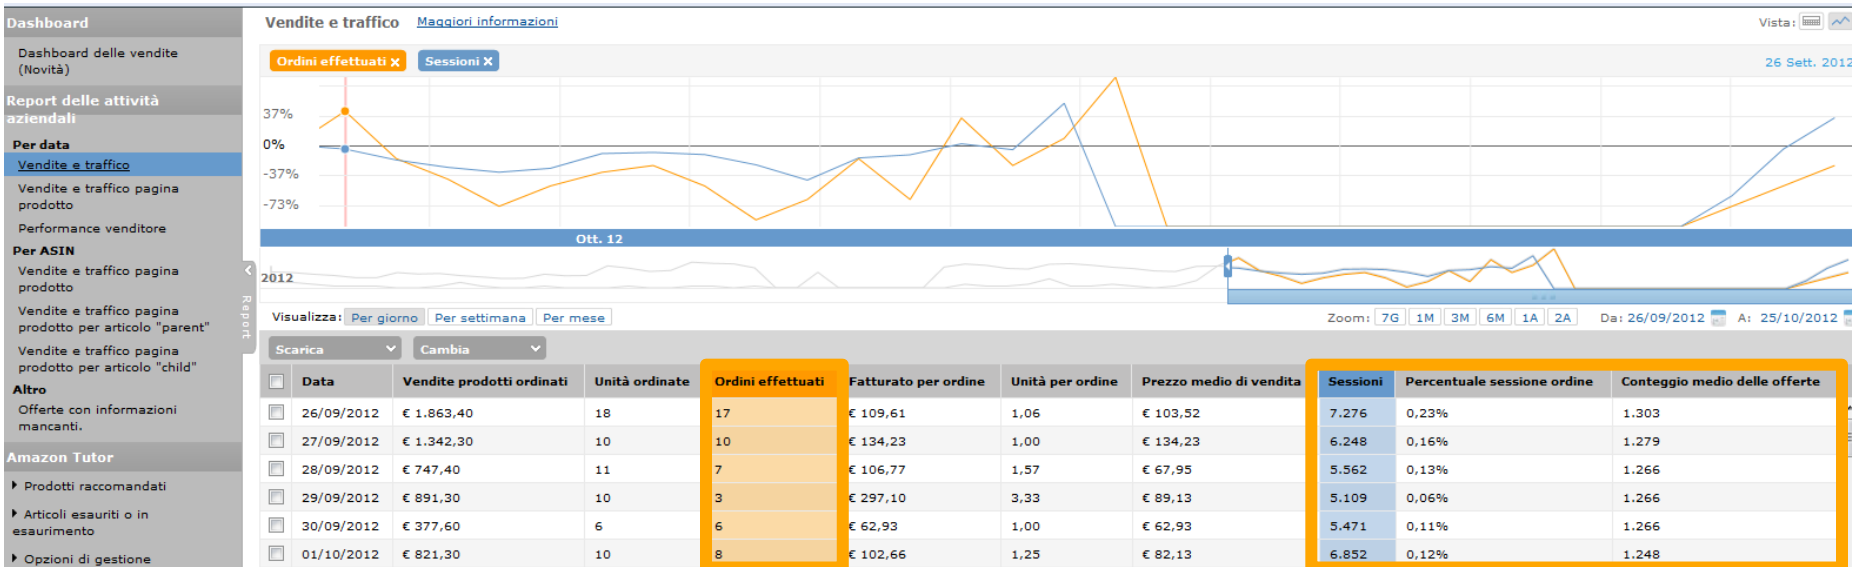 Dashboard
Dashboard delle vendite
(Novità)
Report delle attività
aziendali
Per data
Vendite e traffico
Vendite e traffico pagina
prodotto
Performance venditore
Per ASIN
Vendite e traffico pagina
prodotto
Vendite e traffico pagina
prodotto per articolo "parent"
Vendite e traffico pagina
prodotto per articolo "child"
Altro
Offerte con informazioni
mancanti.
Amazon Tutor
Prodotti raccomandati
Articoli esauriti o in
esaurimento
Opzioni di gestione
Report
Vendite e traffico Maggiori informazioni Vista:
Ordini effettuati x Sessioni X 26 Sett. 2012
37%
0%
-37%
-73%
Ott. 12
2012
Visualizza: Per giorno Per settimana Per mese Zoom: 7G 1M 3M 6M 1A 2A Da: 26/09/2012 A: 25/10/2012
Scarica Cambia
Data Vendite prodotti ordinati Unità ordinate Ordini effettuati Fatturato per ordine Unità per ordine Prezzo medio di vendita Sessioni Percentuale sessione ordine Conteggio medio delle offerte
26/09/2012 € 1.863,40 18 17 € 109,61 1,06 € 103,52 7.276 0,23% 1.303
27/09/2012 € 1.342,30 10 10 € 134,23 1,00 € 134,23 6.248 0,16% 1.279
28/09/2012 € 747,40 11 7 € 106,77 1,57 € 67,95 5.562 0,13% 1.266
29/09/2012 € 891,30 10 3 € 297,10 3,33 € 89,13 5.109 0,06% 1.266
30/09/2012 € 377,60 6 6 € 62,93 1,00 € 62,93 5.471 0,11% 1.266
01/10/2012 € 821,30 10 8 € 102,66 1,25 € 82,13 6.852 0,12% 1.248